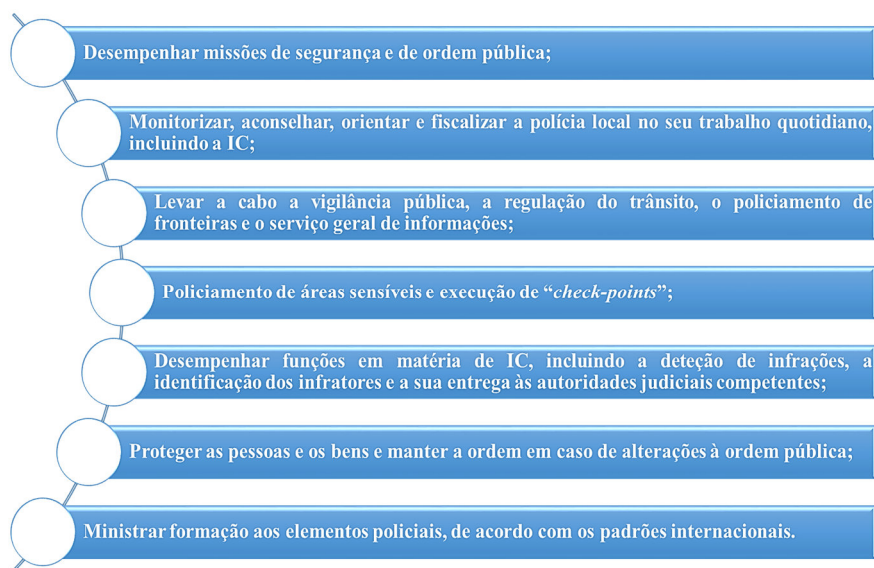 Desempenhar missões de segurança e de ordem pública;
Monitorizar, aconselhar, orientar e fiscalizar a polícia local no seu trabalho quotidiano,
incluindo a IC;
Levar a cabo a vigilância pública, a regulação do trânsito, o policiamento de
fronteiras e o serviço geral de informações;
Policiamento de áreas sensíveis e execução de “check-points”;
Desempenhar funções em matéria de IC, incluindo a deteção de infrações, a
identificação dos infratores e a sua entrega às autoridades judiciais competentes;
Proteger as pessoas e os bens e manter a ordem em caso de alterações à ordem pública;
Ministrar formação aos elementos policiais, de acordo com os padrões internacionais.